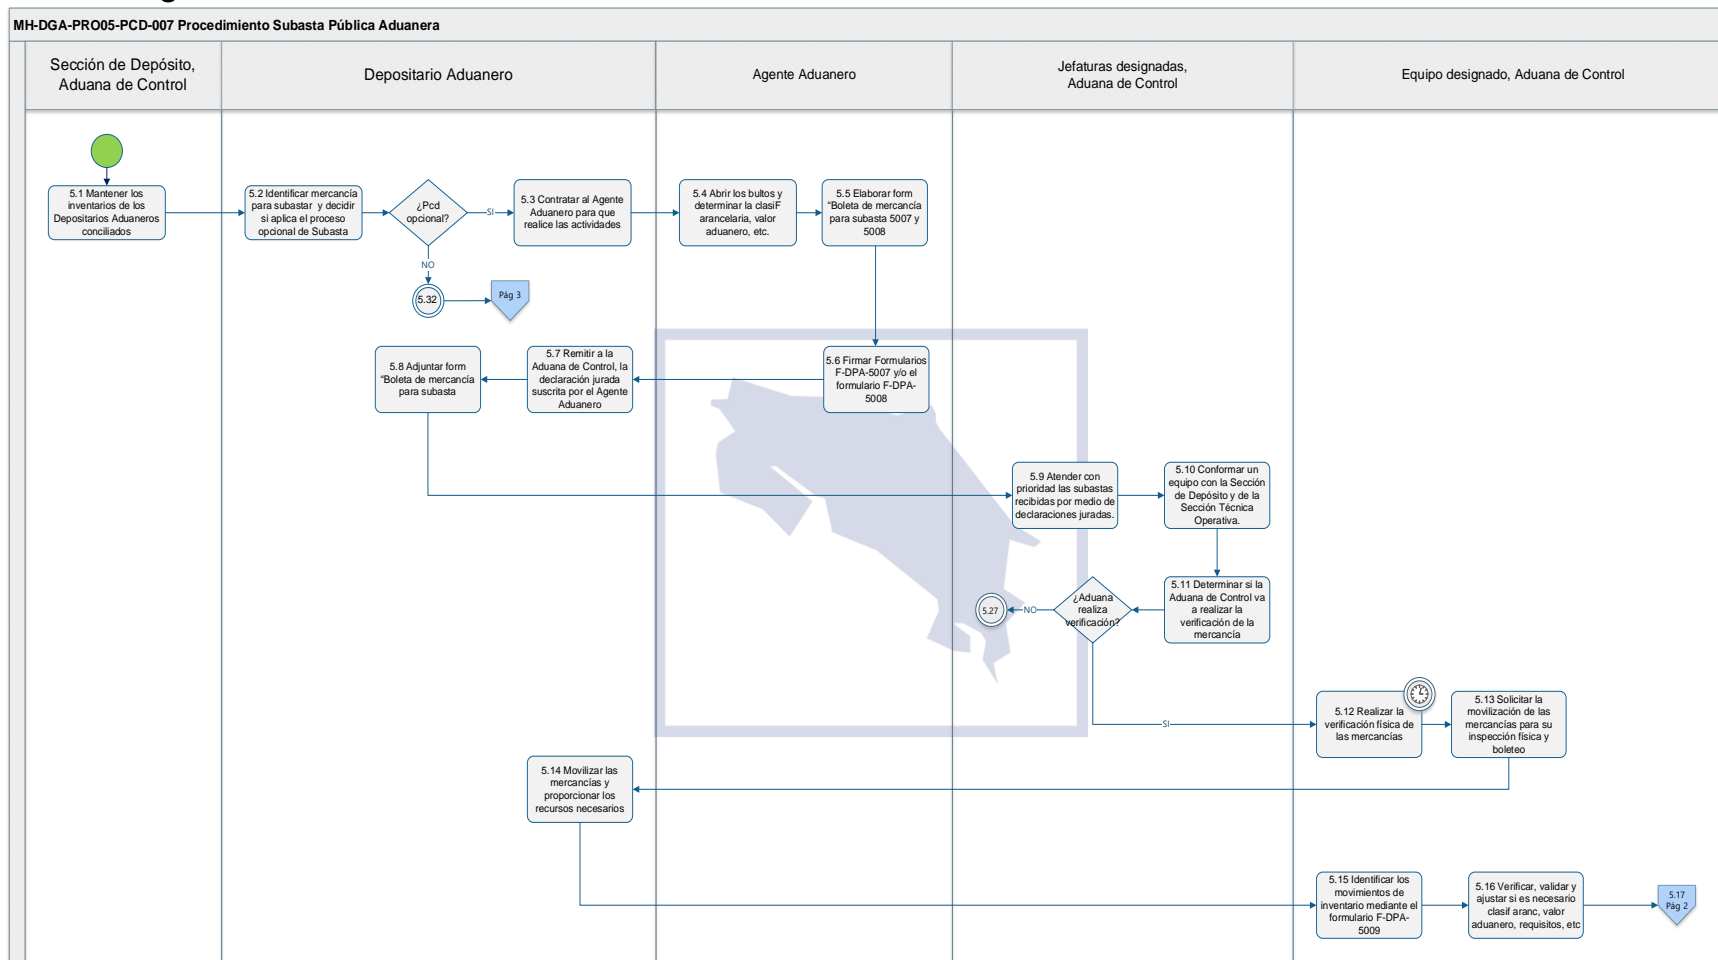 MH-DGA-PRO05-PCD-007 Procedimiento Subasta Pública Aduanera
Sección de Depósito,
Aduana de Control
Depositario Aduanero
Agente Aduanero
Jefaturas designadas,
Aduana de Control
Equipo designado, Aduana de Control
5.1 Mantener los
inventarios de los
Depositarios Aduaneros
conciliados
5.2 Identificar mercancía
para subastar y decidir
si aplica el proceso
opcional de Subasta
¿Pcd
opcional?
SI
5.3 Contratar al Agente
Aduanero para que
realice las actividades
5.4 Abrir los bultos y
determinar la clasiF
arancelaria, valor
aduanero, etc.
5.5 Elaborar form
“Boleta de mercancía
para subasta 5007 y
5008
NO
5.32
Pág 3
5.8 Adjuntar form
“Boleta de mercancía
para subasta
5.7 Remitir a la
Aduana de Control, la
declaración jurada
suscrita por el Agente
Aduanero
5.6 Firmar Formularios
F-DPA-5007 y/o el
formulario F-DPA-
5008
5.9 Atender con
prioridad las subastas
recibidas por medio de
declaraciones juradas.
5.10 Conformar un
equipo con la Sección
de Depósito y de la
Sección Técnica
Operativa.
5.27
NO
¿Aduana
realiza
verificación?
5.11 Determinar si la
Aduana de Control va
a realizar la
verificación de la
mercancía
SI
5.12 Realizar la
verificación física de
las mercancías
5.13 Solicitar la
movilización de las
mercancías para su
inspección física y
boleteo
5.14 Movilizar las
mercancías y
proporcionar los
recursos necesarios
5.15 Identificar los
movimientos de
inventario mediante el
formulario F-DPA-
5009
5.16 Verificar, validar y
ajustar si es necesario
clasif aranc, valor
aduanero, requisitos, etc
5.17
Pág 2